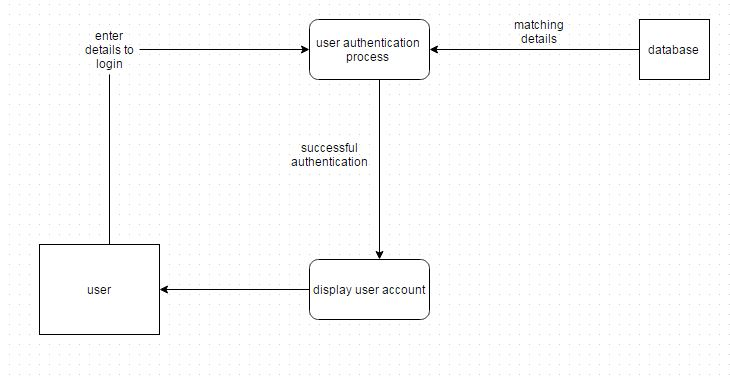 enter
details to
login
user authentication
process
matching
details
database
successful
authentication
user
display user account